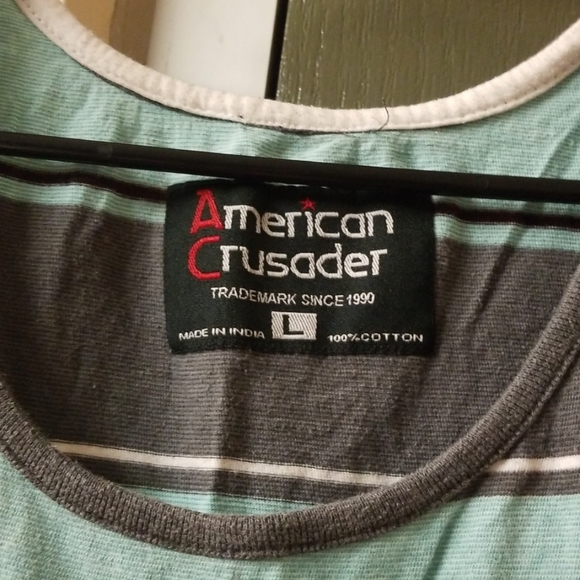 American
Crusader
TRADEMARK SINCE 1990
MADE IN INDIA L 100% COTTON